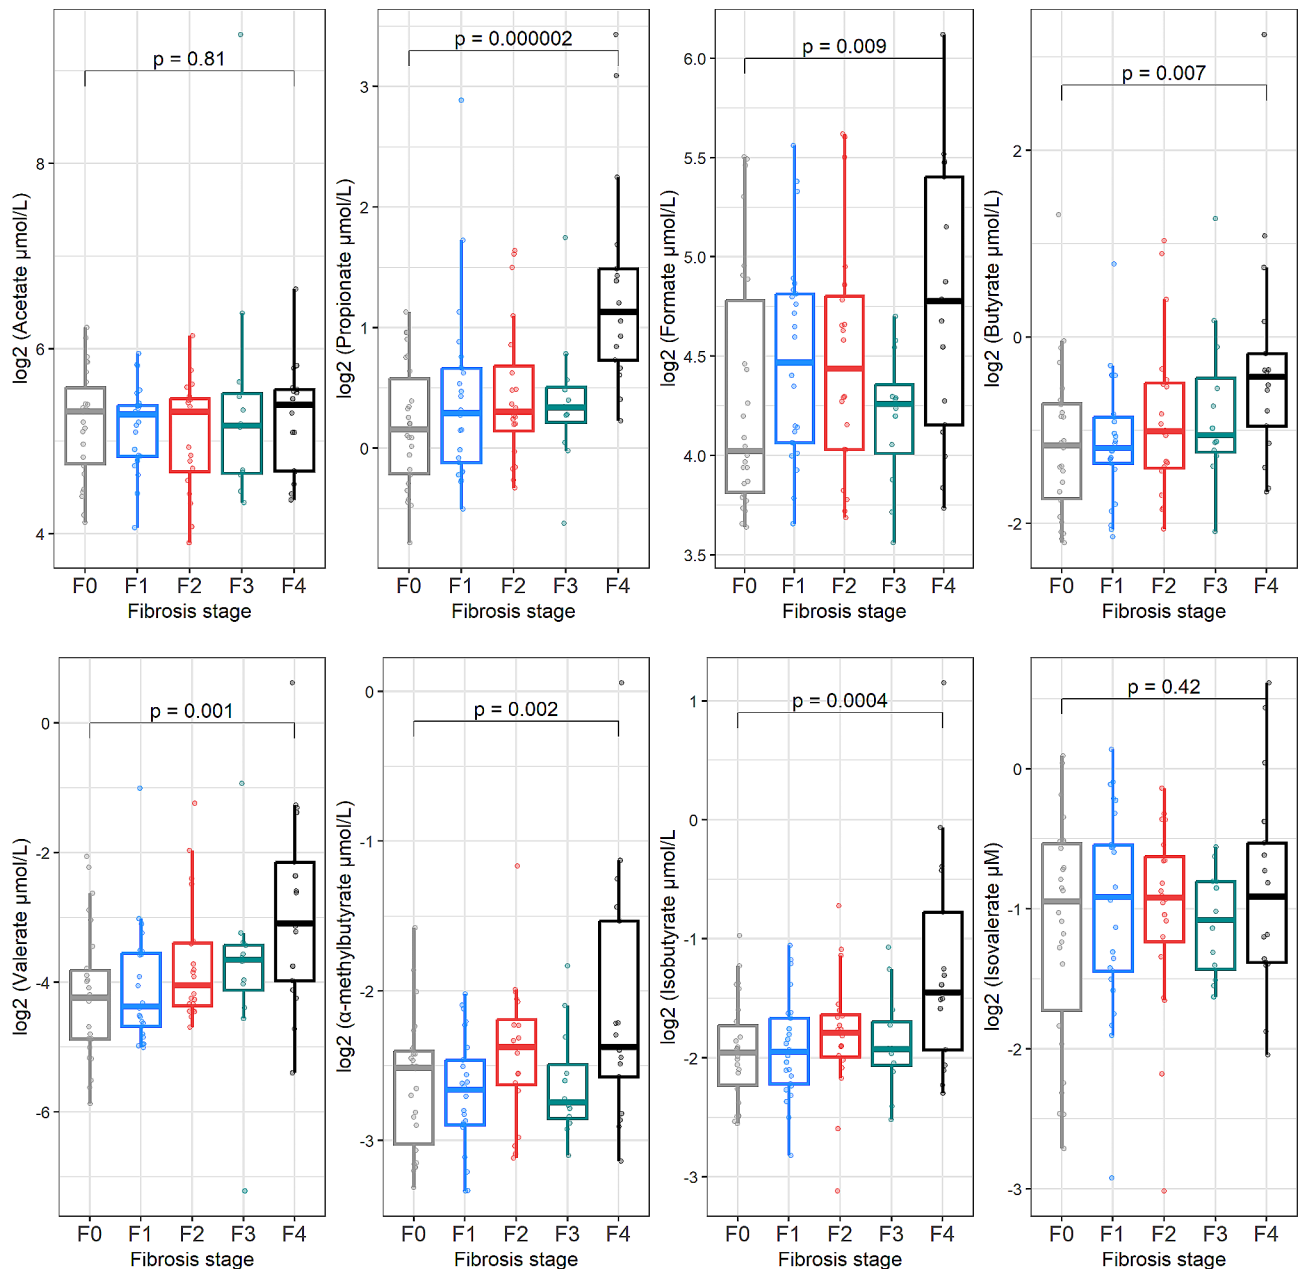 log2 (Acetate µmol/L)
p = 0.81
8
6
4
F0 F1 F2 F3 F4
Fibrosis stage
log2 (Propionate µmol/L)
p = 0.000002
3
2
1
0
F0 F1 F2 F3 F4
Fibrosis stage
log2 (Formate µmol/L)
p = 0.009
6.0
5.5
5.0
4.5
4.0
3.5
F0 F1 F2 F3 F4
Fibrosis stage
log2 (Butyrate µmol/L)
p = 0.007
2
0
-2
F0 F1 F2 F3 F4
Fibrosis stage
log2 (Valerate µmol/L)
p = 0.001
0
-2
-4
-6
F0 F1 F2 F3 F4
Fibrosis stage
log2 (α-methylbutyrate µmol/L)
p = 0.002
0
-1
-2
-3
F0 F1 F2 F3 F4
Fibrosis stage
log2 (Isobutyrate µmol/L
p = 0.0004
1
0
-1
-2
-3
F0 F1 F2 F3 F4
Fibrosis stage
log2 (Isovalerate µM)
p = 0.42
0
-1
-2
-3
F0 F1 F2 F3 F4
Fibrosis stage